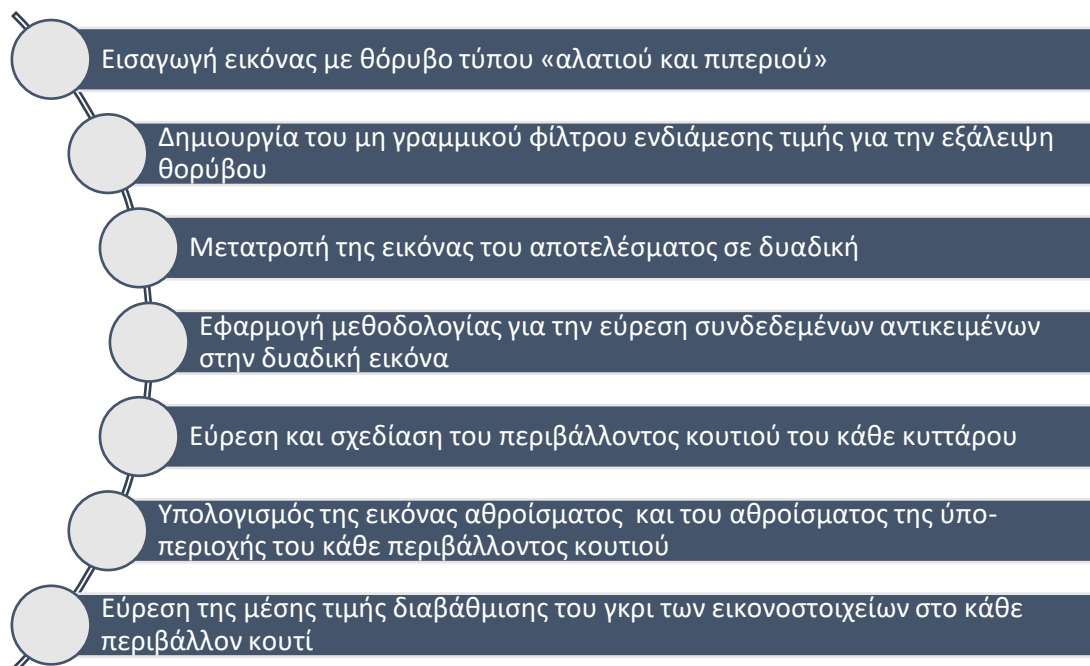 Εισαγωγή εικόνας με θόρυβο τύπου «αλατιού και πιπεριού»
Δημιουργία του μη γραμμικού φίλτρου ενδιάμεσης τιμής για την εξάλειψη
θορύβου
Μετατροπή της εικόνας του αποτελέσματος σε δυαδική
Εφαρμογή μεθοδολογίας για την εύρεση συνδεδεμένων αντικειμένων
στην δυαδική εικόνα
Εύρεση και σχεδίαση του περιβάλλοντος κουτιού του κάθε κυττάρου
Υπολογισμός της εικόνας αθροίσματος και του αθροίσματος της ύπο-
περιοχής του κάθε περιβάλλοντος κουτιού
Εύρεση της μέσης τιμής διαβάθμισης του γκρι των εικονοστοιχείων στο κάθε
περιβάλλον κουτί